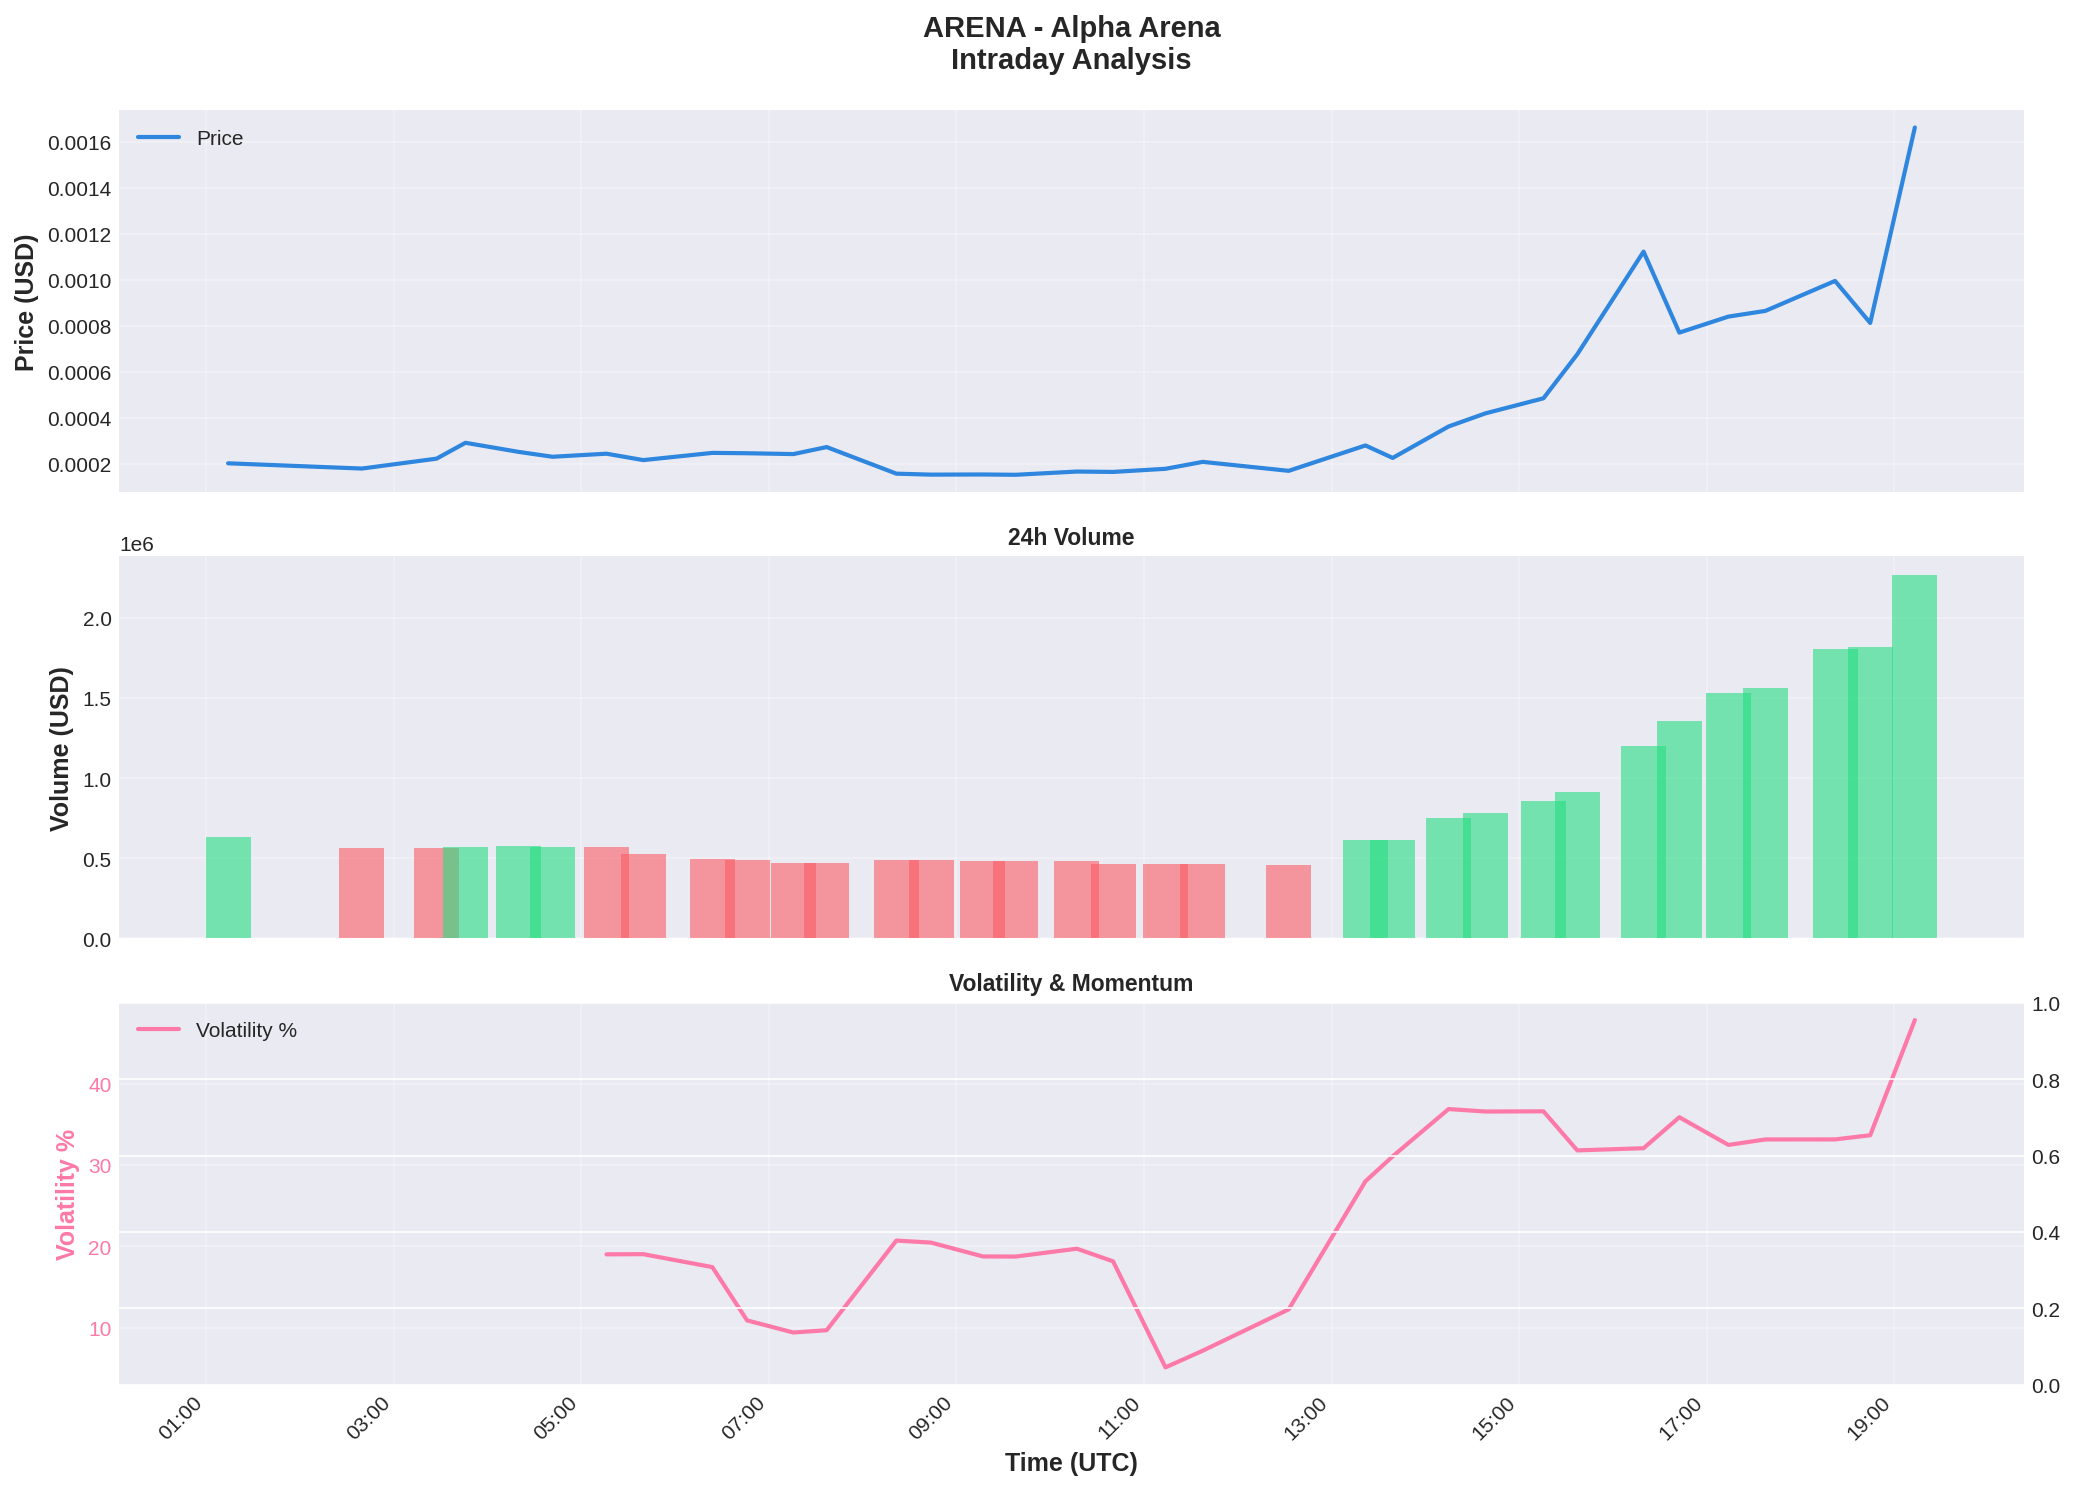 ARENA - Alpha Arena
Intraday Analysis
Price
Price (USD)
0.0016
0.0014
0.0012
0.0010
0.0008
0.0006
0.0004
0.0002
24h Volume
1e6
Volume (USD)
2.0
1.5
1.0
0.5
0.0
Volatility & Momentum
Volatility %
Volatility %
40
30
20
10
1.0
0.8
0.6
0.4
0.2
0.0
01:00 03:00 05:00 07:00 09:00 11:00 13:00 15:00 17:00 19:00
Time (UTC)